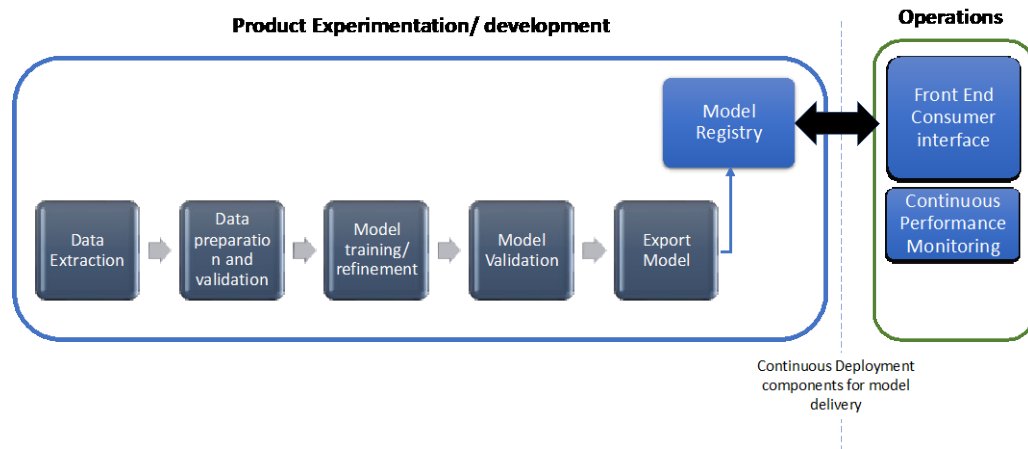 Product Experimentation/ development
Operations
Model
Registry
Front End
Consumer
interface
Continuous
Performance
Monitoring
Data
Extraction
Data
preparatio
n and
validation
Model
training/
refinement
Model
Validation
Export
Model
Continuous Deployment
components for model
delivery